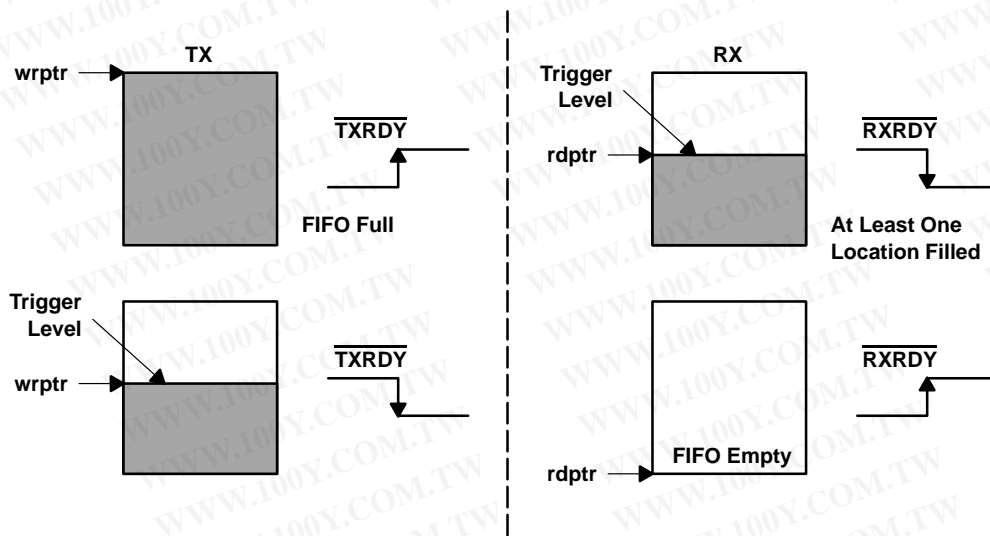 TX
wrptr
TXRDY
FIFO Full
Trigger
Level
wrptr
TXRDY
RX
Trigger
Level
rdptr
RXRDY
At Least One
Location Filled
RXRDY
FIFO Empty
rdptr
WWW.100Y.COM.TW